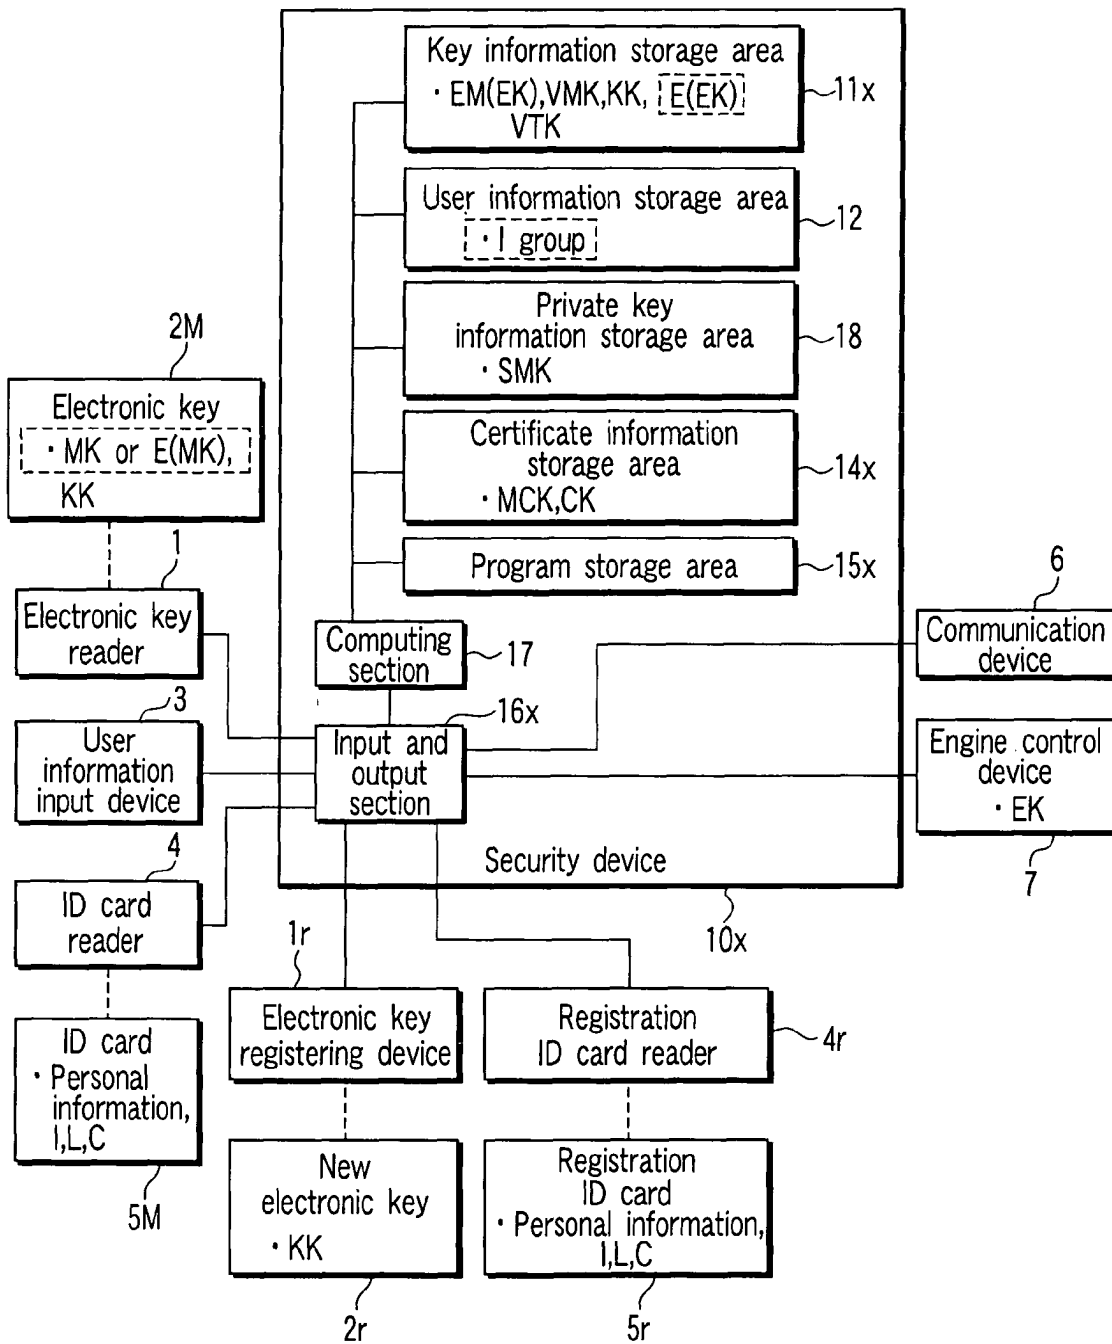 Key information storage area
· EM(EK),VMK,KK, E(EK)
VTK
11x
User information storage area
· I group
12
Private key
information storage area
· SMK
18
Certificate information
storage area
· MCK,CK
14x
Program storage area
15x
2M
Electronic key
· MK or E(MK),
KK
1
Electronic key
reader
Computing
section
17
6
Communication
device
3
User
information
input device
16x
Input and
output
section
Engine control
device
· EK
7
Security device
10x
4
ID card
reader
ID card
· Personal
information,
I,L,C
5M
1r
Electronic key
registering device
Registration
ID card reader
4r
New
electronic key
· KK
2r
Registration
ID card
· Personal information,
I,L,C
5r